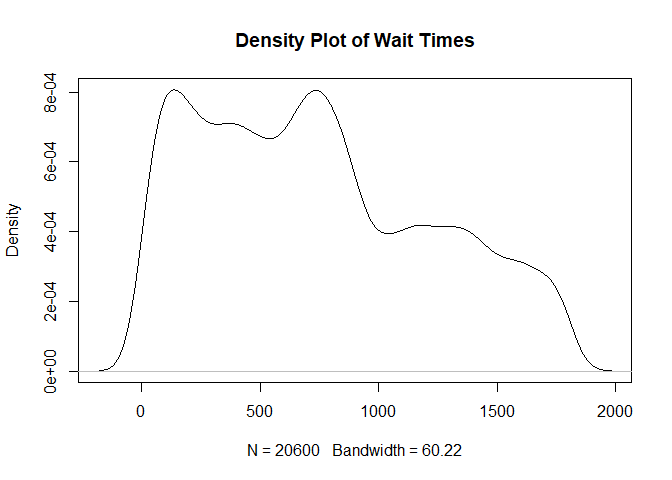 Density Plot of Wait Times
Density
8e-04
6e-04
4e-04
2e-04
0e+00
0 500 1000 1500 2000
N = 20600 Bandwidth = 60.22